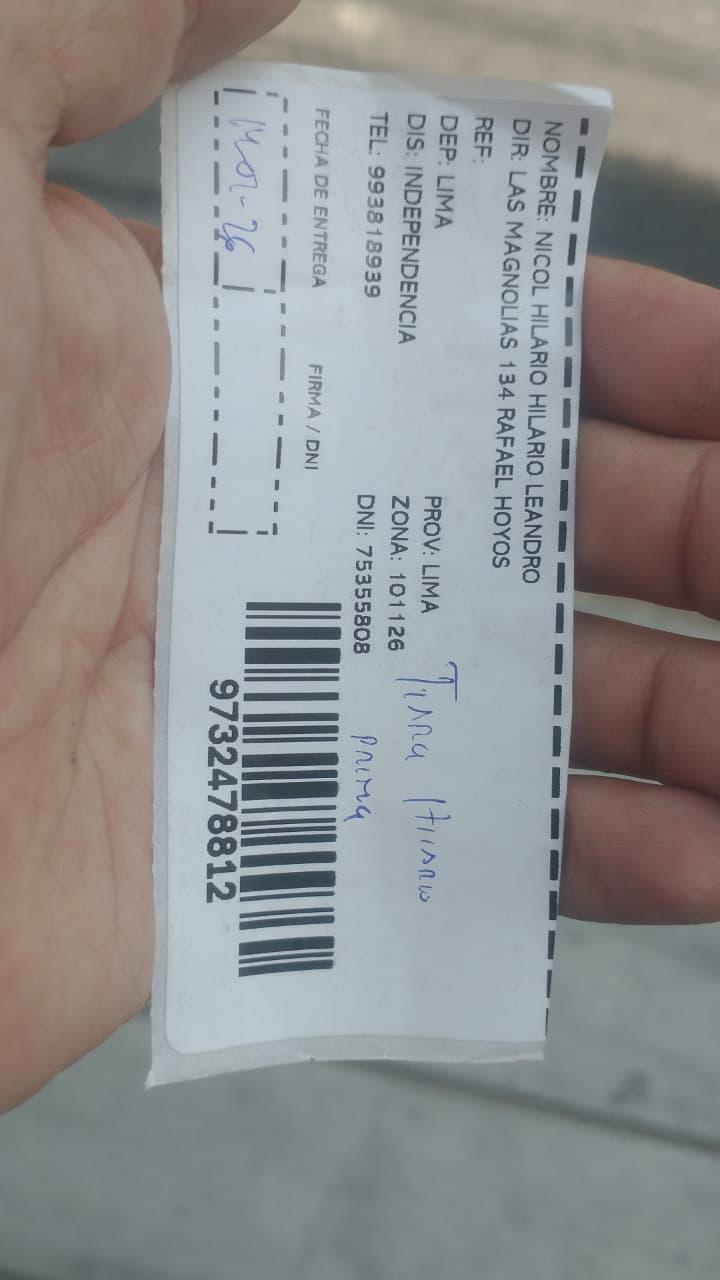 NOMBRE: NICOL HILARIO HILARIO LEANDRO
DIR: LAS MAGNOLIAS 134 RAFAEL HOYOS
REF:
DEP: LIMA PROV: LIMA
DIS: INDEPENDENCIA ZONA: 101126
TEL: 993818939 DNI: 75355808
prima
FECHA DE ENTREGA FIRMA / DNI
9732478812